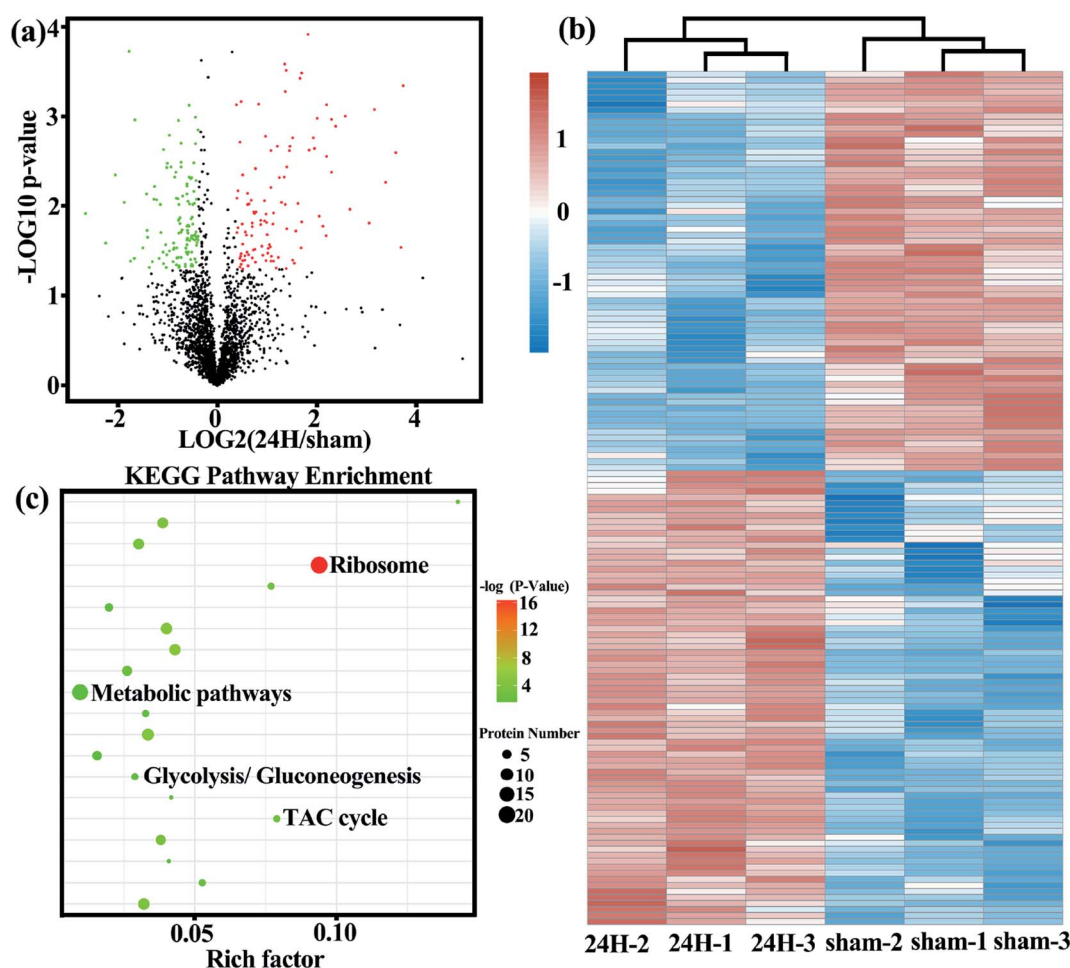 (a)
4
3
2
1
0
-LOG10 p-value
-2
0
2
4
LOG2(24H/sham)
(b)
1
0
-1
24H-2 24H-1 24H-3 sham-2 sham-1 sham-3
KEGG Pathway Enrichment
(c)
Ribosome
Metabolic pathways
Glycolysis/ Gluconeogenesis
TAC cycle
0.05
0.10
Rich factor
-log (P-Value)
16
12
8
4
Protein Number
5
10
15
20